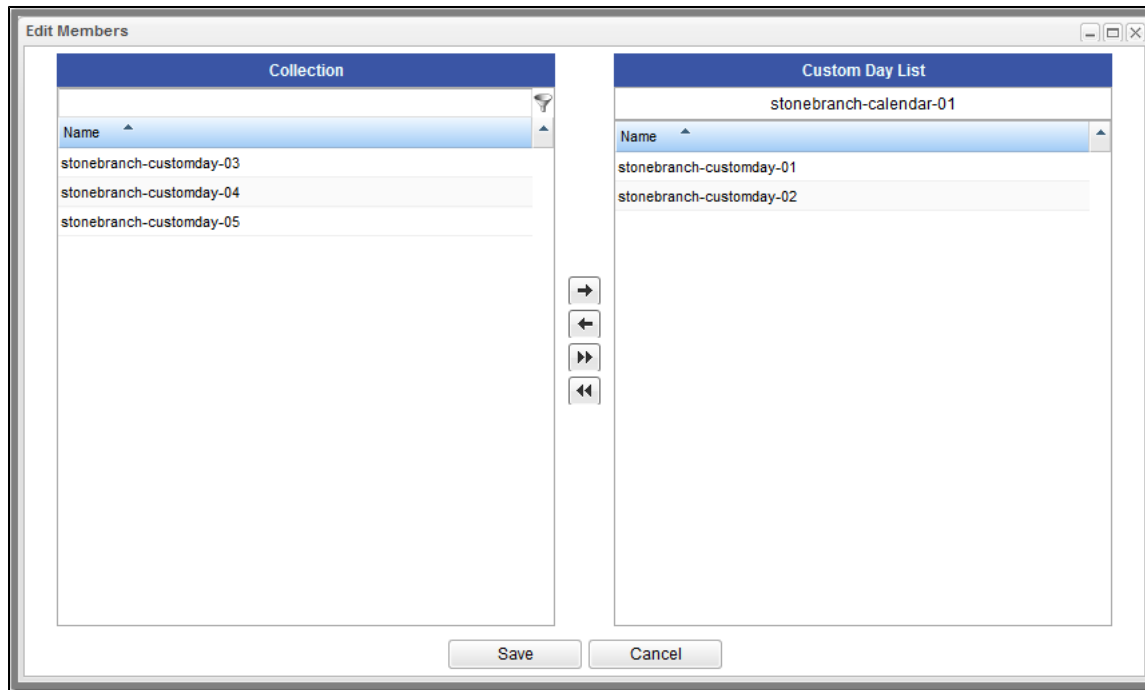 Edit Members
Collection
Name
stonebranch-customday-03
stonebranch-customday-04
stonebranch-customday-05
Custom Day List
stonebranch-calendar-01
Name
stonebranch-customday-01
stonebranch-customday-02
Save
Cancel